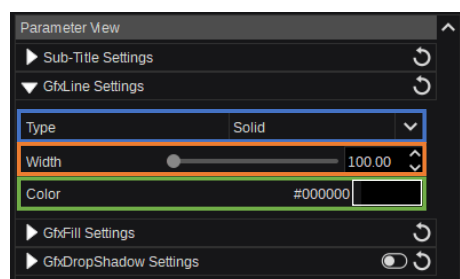 Parameter View
Sub-Title Settings
GfxLine Settings
Type Solid
Width 100.00
Color #000000
GfxFill Settings
GfxDropShadow Settings